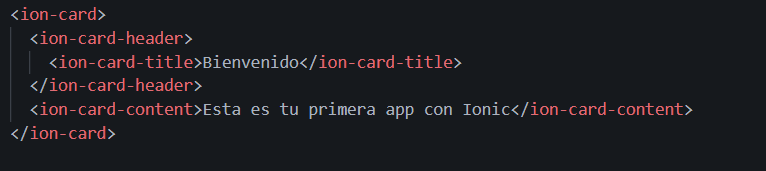 <ion-card>
<ion-card-header>
<ion-card-title>Bienvenido</ion-card-title>
</ion-card-header>
<ion-card-content>Esta es tu primera app con Ionic</ion-card-content>
</ion-card>